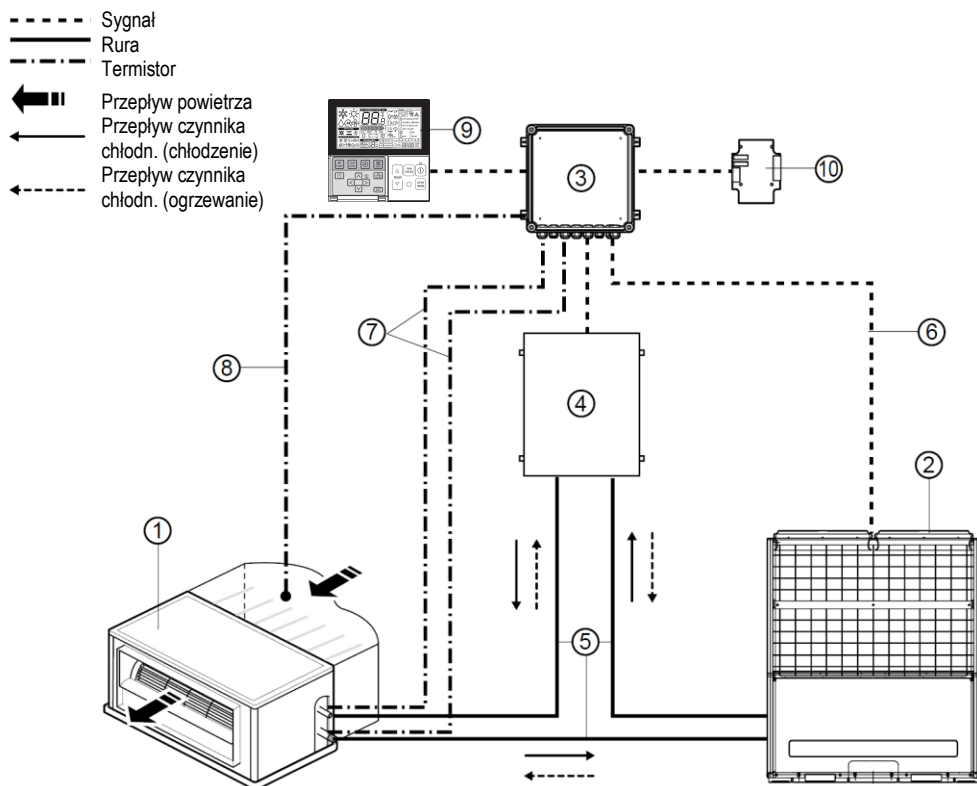 Sygnał
Rura
Termistor
Przepływ powietrza
Przepływ czynnika
chłodn. (chłodzenie)
Przepływ czynnika
chłodn. (ogrzewanie)
9
3
10
7
8
6
4
2
1
5